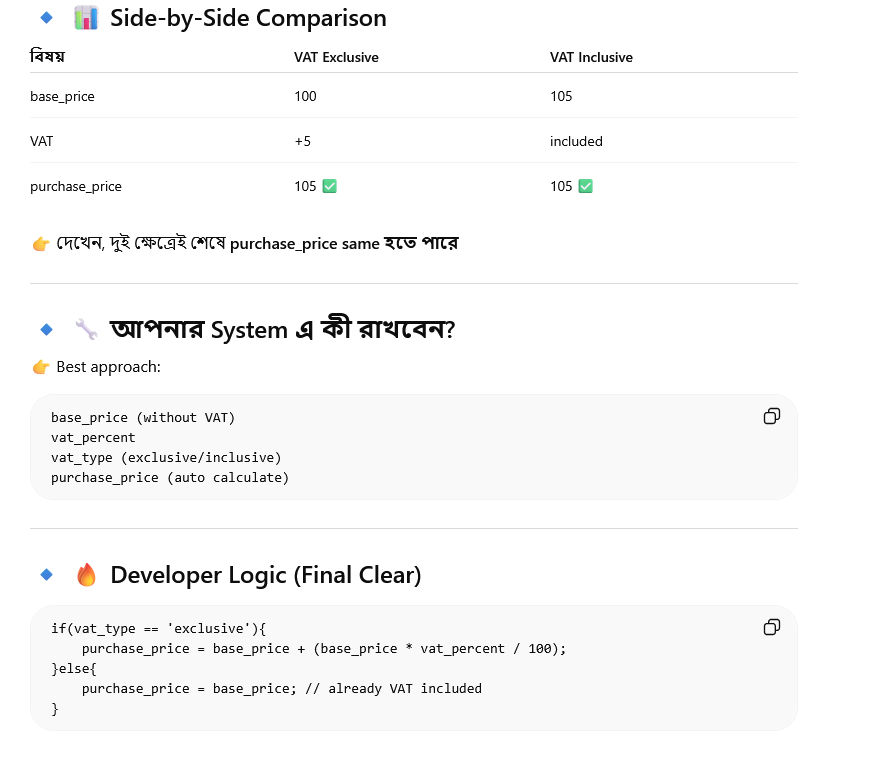 🔹 📊 Side-by-Side Comparison
বিষয় VAT Exclusive VAT Inclusive
base_price 100 105
VAT +5 included
purchase_price 105 ✅ 105 ✅
👉 দেখেন, দুই ক্ষেত্রেই শেষে purchase_price same হতে পারে
🔹 🔧 আপনার System এ কী রাখবেন?
👉 Best approach:
base_price (without VAT)
vat_percent
vat_type (exclusive/inclusive)
purchase_price (auto calculate)
🔹 🔥 Developer Logic (Final Clear)
if(vat_type == 'exclusive'){
    purchase_price = base_price + (base_price * vat_percent / 100);
}else{
    purchase_price = base_price; // already VAT included
}